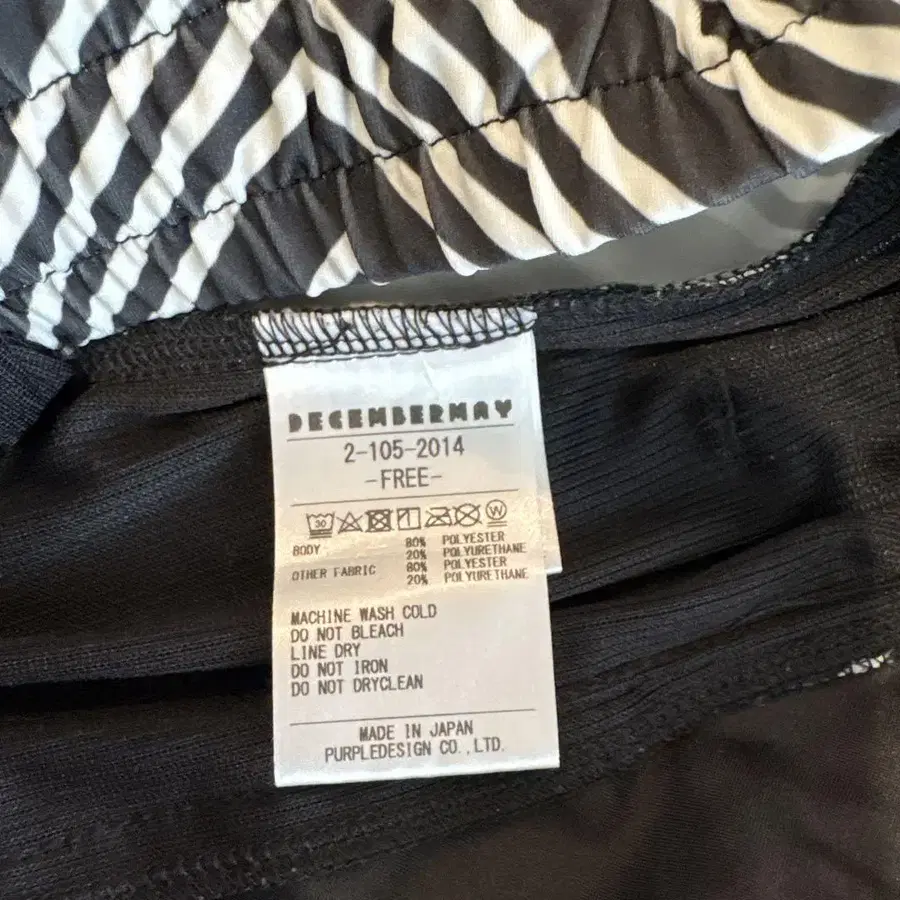 DECEMBERMAY
2-105-2014
-FREE-
30 W
BODY 80% POLYESTER
20% POLYURETHANE
OTHER FABRIC 80% POLYESTER
20% POLYURETHANE
MACHINE WASH COLD
DO NOT BLEACH
LINE DRY
DO NOT IRON
DO NOT DRYCLEAN
MADE IN JAPAN
PURPLEDESIGN CO.,LTD.